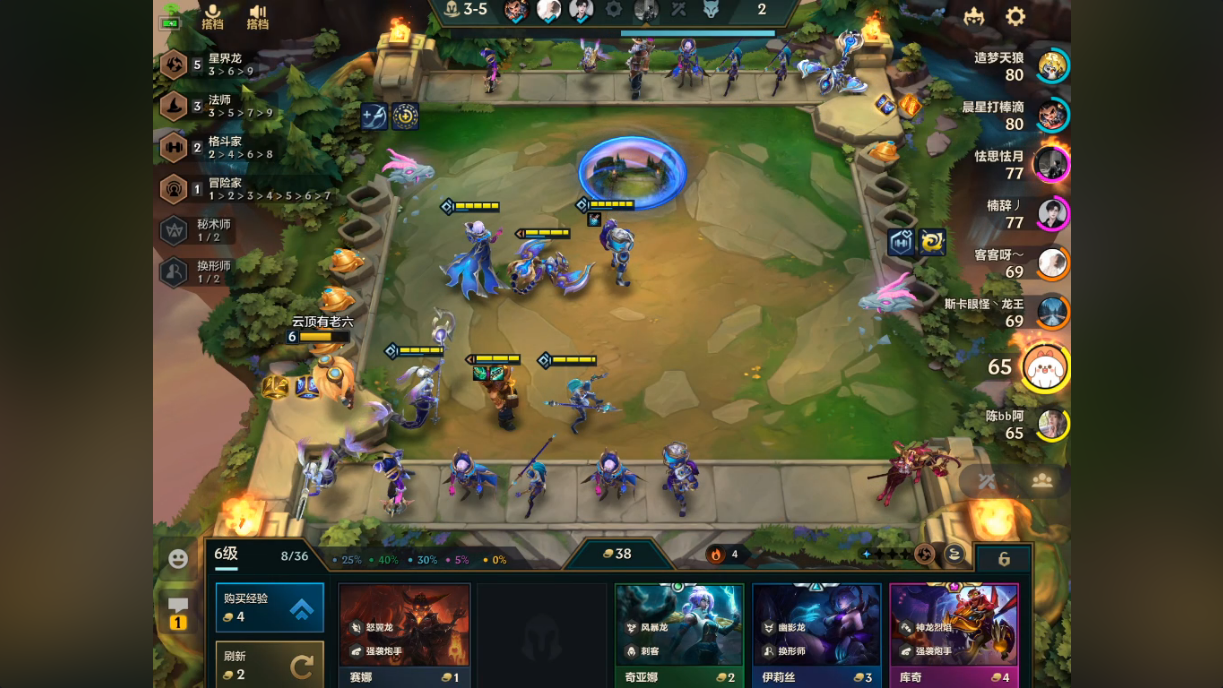 搭档
搭档
3-5
2
5
星界龙
3 > 6 > 9
3
法师
3 > 5 > 7 > 9
2
格斗家
2 > 4 > 6 > 8
1
冒险家
1 > 2 > 3 > 4 > 5 > 6 > 7
秘术师
1 / 2
换形师
1 / 2
造梦天狼
80
晨星打棒滴
80
怯思怯月
77
楠辞丿
77
客客呀～
69
斯卡眼怪丶龙王
69
65
陈bb阿
65
云顶有老六
6
6级
8/36
25%
40%
30%
5%
0%
38
4
6
购买经验
4
刷新
2
怒翼龙
强袭炮手
赛娜
1
风暴龙
刺客
奇亚娜
2
幽影龙
换形师
伊莉丝
3
神龙烈焰
强袭炮手
库奇
4
1